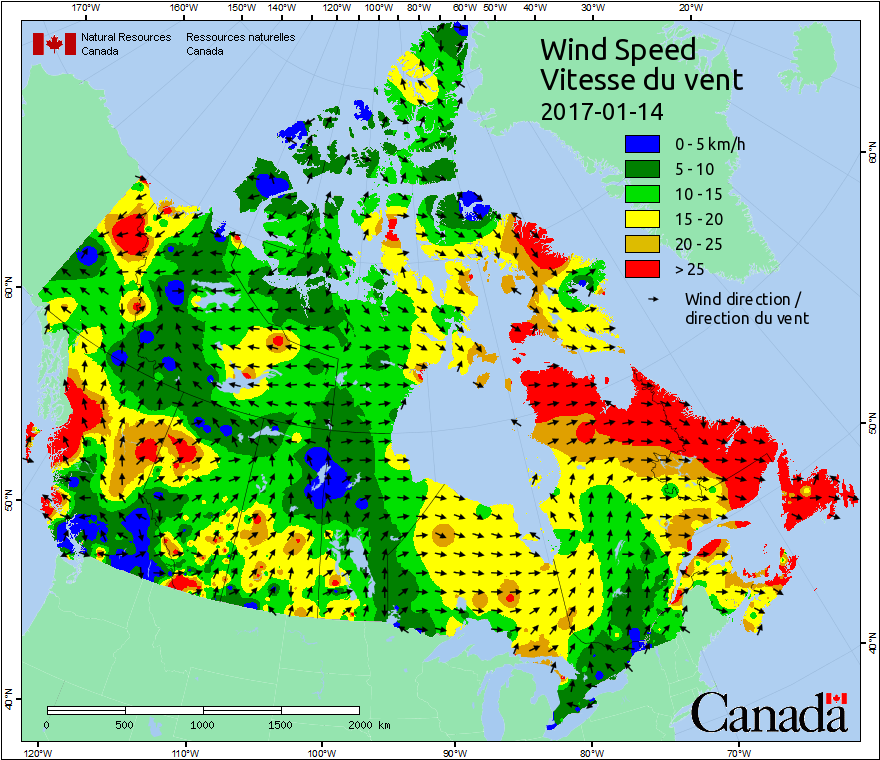 170°W 160°W 150°W 140°W 130°W 120°W 110°W 100°W 80°W 60°W 50°W 40°W 30°W 20°W
Natural Resources Ressources naturelles
Canada Canada
Wind Speed
Vitesse du vent
2017-01-14
0 - 5 km/h
5 - 10
10 - 15
15 - 20
20 - 25
> 25
Wind direction /
direction du vent
60°N
60°N
50°N
50°N
40°N
40°N
0 500 1000 1500 2000 km
Canada
120°W 110°W 100°W 90°W 80°W 70°W